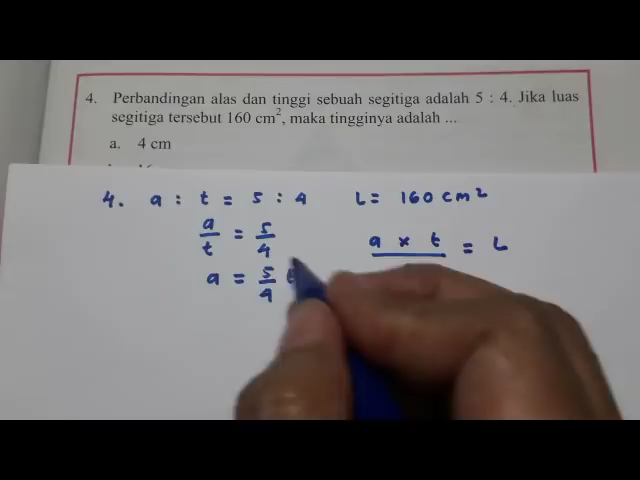 4. Perbandingan alas dan tinggi sebuah segitiga adalah 5 : 4. Jika luas
segitiga tersebut 160 cm², maka tingginya adalah ...
a. 4 cm
4. a : t = 5 : 4 L = 160 cm²
a/t = 5/4
a × t = L
a = 5/4 t